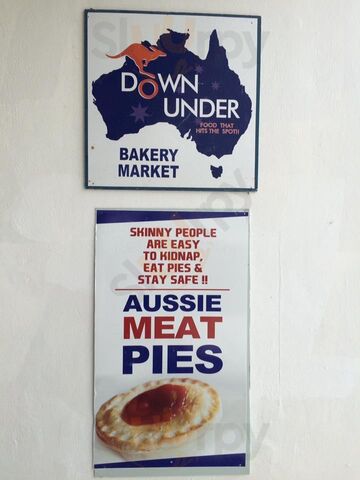 DOWN
UNDER
FOOD THAT
HITS THE SPOT!!
BAKERY
MARKET
SKINNY PEOPLE
ARE EASY
TO KIDNAP,
EAT PIES &
STAY SAFE !!
AUSSIE
MEAT
PIES